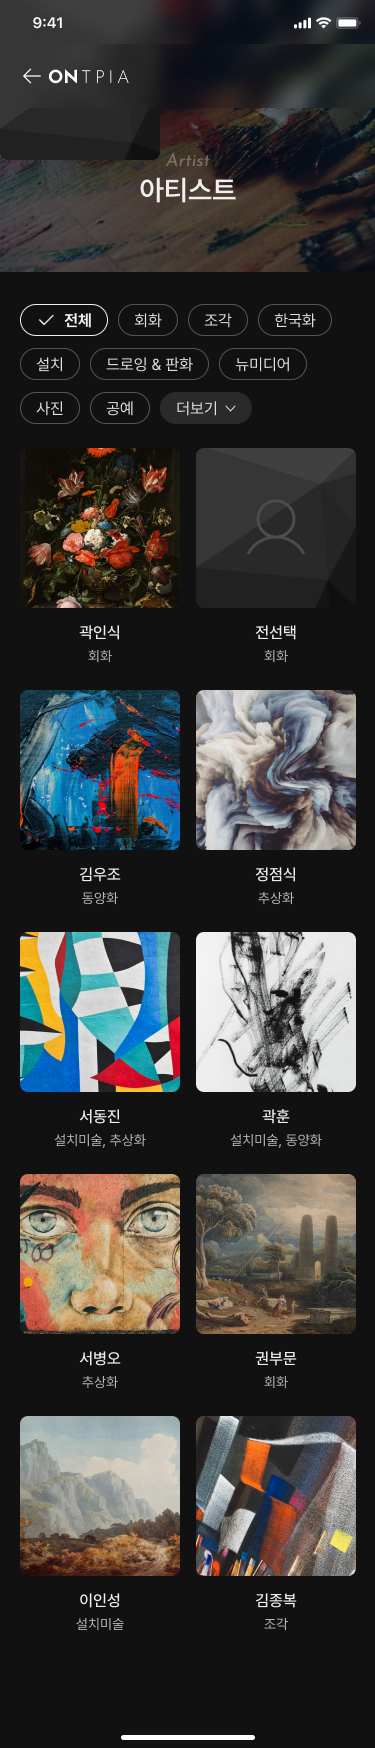 9:41
ONTPIA
Artist
아티스트
전체 회화 조각 한국화
설치 드로잉 & 판화 뉴미디어
사진 공예 더보기
곽인식 전선택
회화 회화
김우조 정점식
동양화 추상화
서동진 곽훈
설치미술, 추상화 설치미술, 동양화
서병오 권부문
추상화 회화
이인성 김종복
설치미술 조각